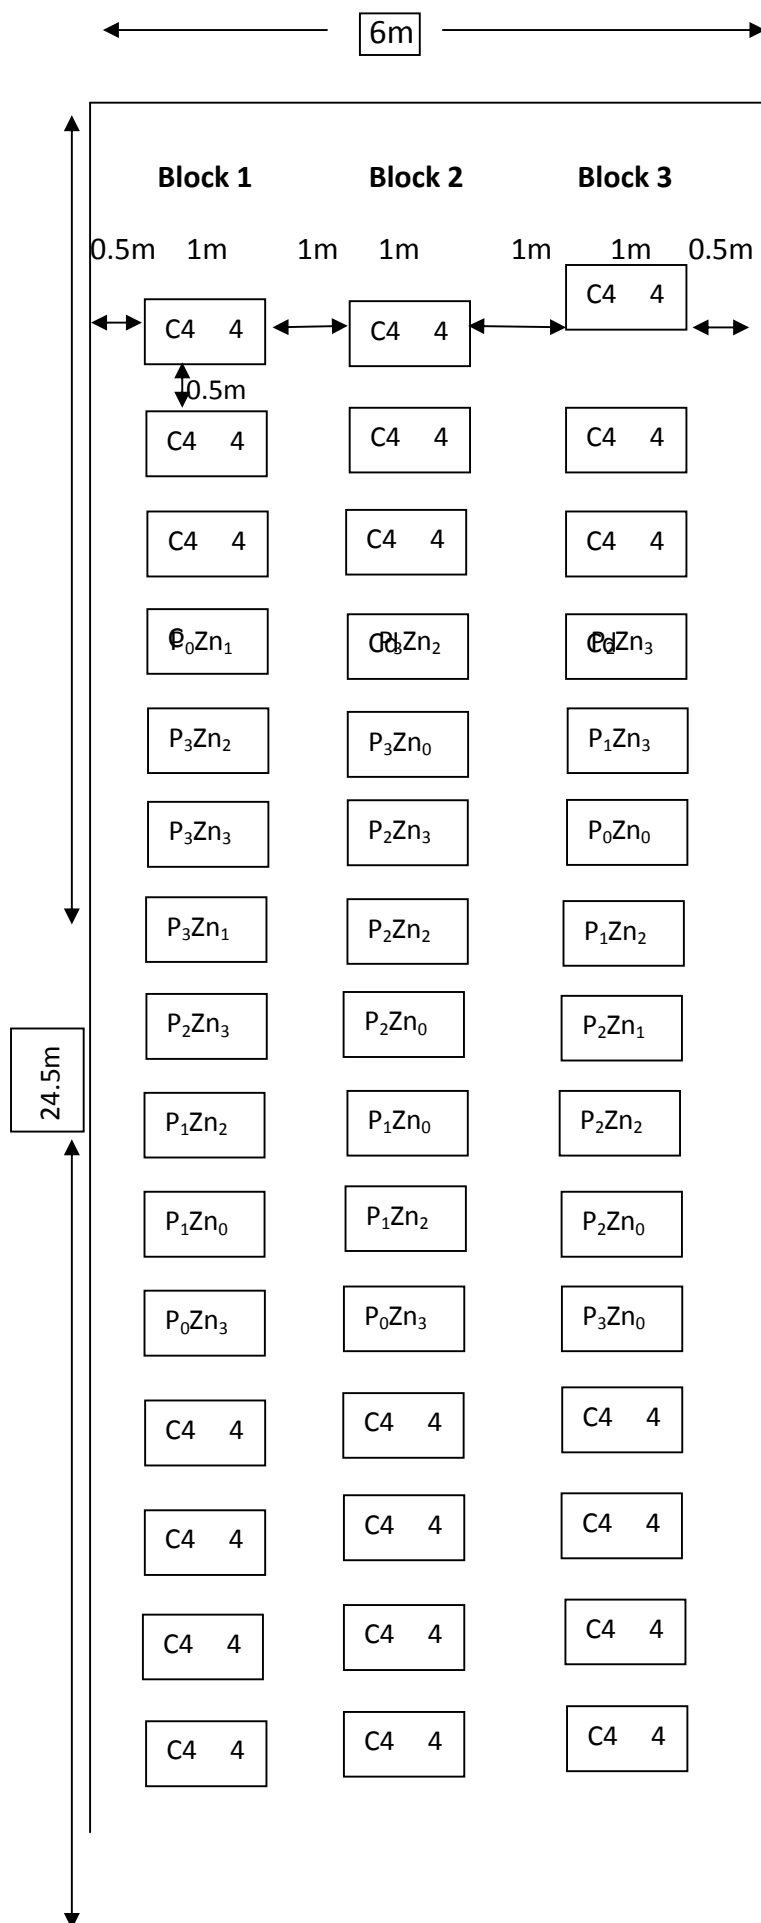 6m
Block 1 Block 2 Block 3
0.5m 1m 1m 1m 1m 1m 0.5m
C4 4 C4 4 C4 4
0.5m
C4 4 C4 4 C4 4
C4 4 C4 4 C4 4
C P₀Zn₁ Cd P₃Zn₂ Cd P₂Zn₃
P₃Zn₂ P₃Zn₀ P₁Zn₃
P₃Zn₃ P₂Zn₃ P₀Zn₀
P₃Zn₁ P₂Zn₂ P₁Zn₂
P₂Zn₃ P₂Zn₀ P₂Zn₁
24.5m
P₁Zn₂ P₁Zn₀ P₂Zn₂
P₁Zn₀ P₁Zn₂ P₂Zn₀
P₀Zn₃ P₀Zn₃ P₃Zn₀
C4 4 C4 4 C4 4
C4 4 C4 4 C4 4
C4 4 C4 4 C4 4
C4 4 C4 4 C4 4